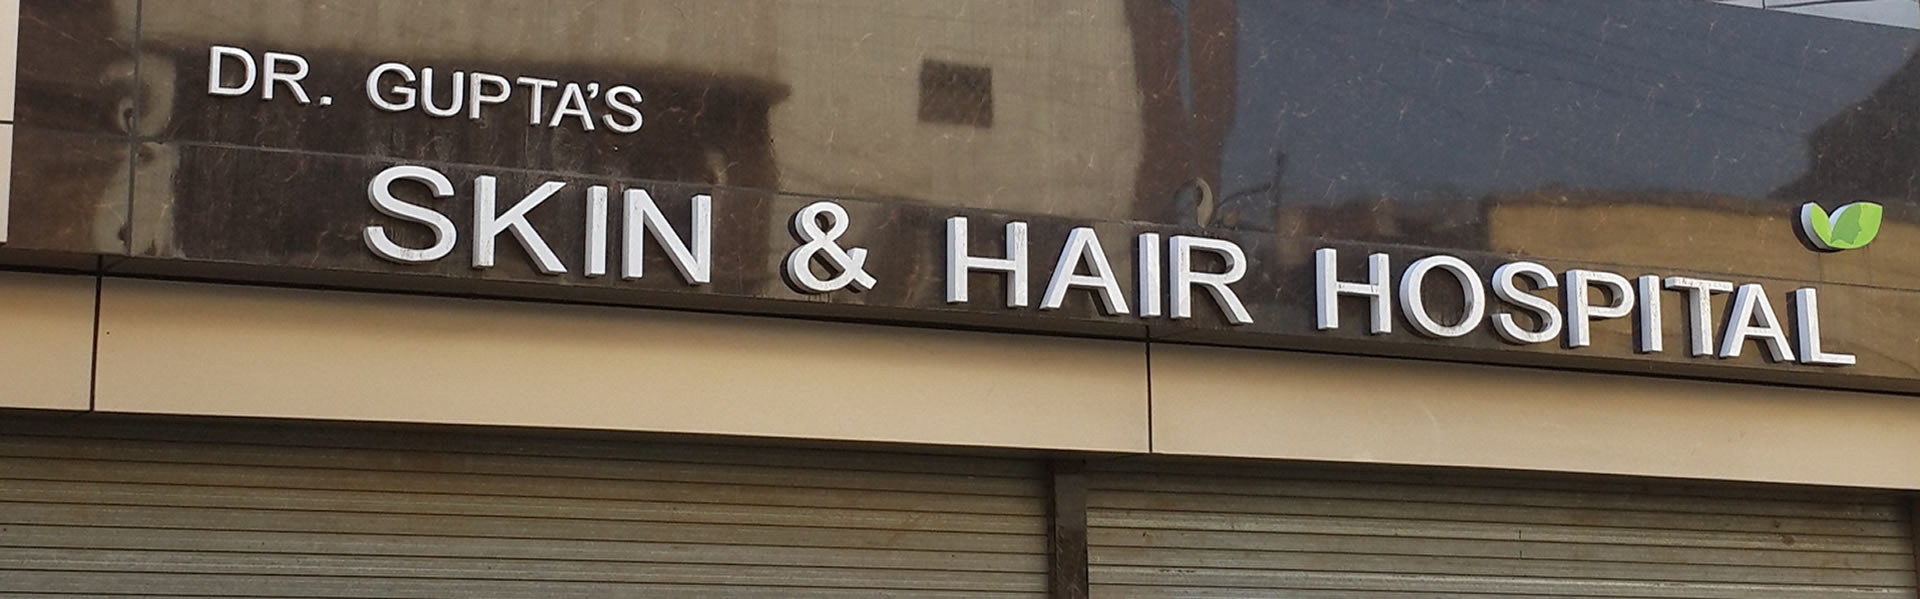 DR. GUPTA'S
SKIN & HAIR HOSPITAL